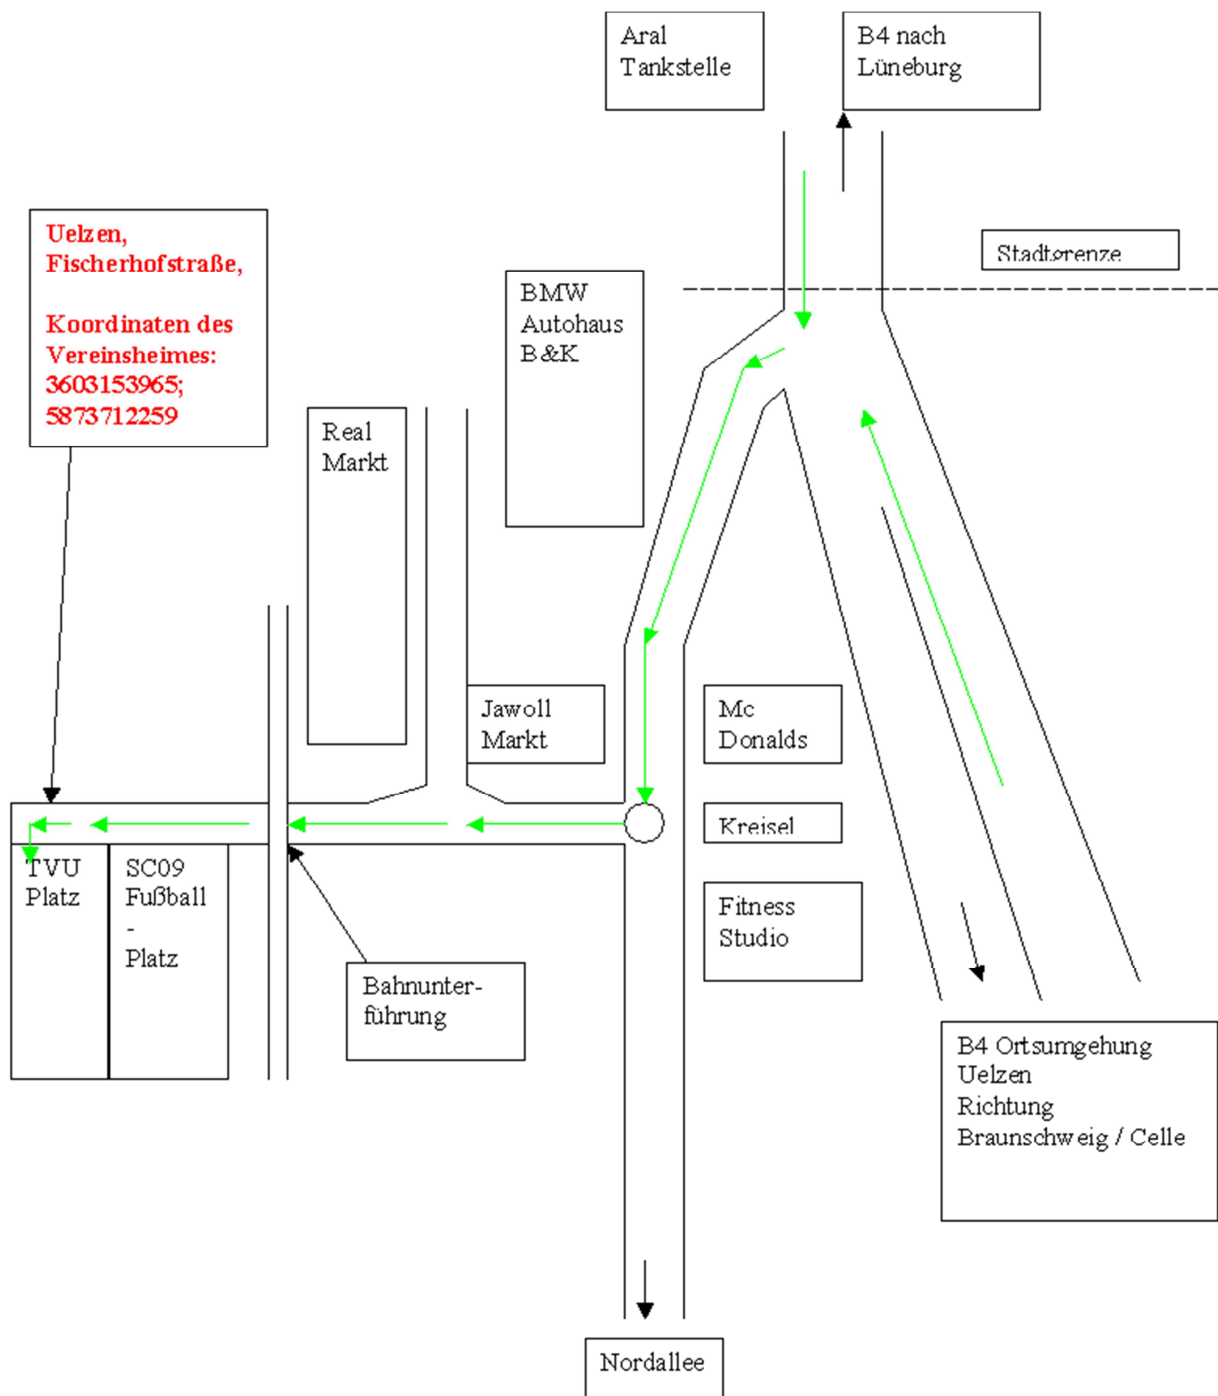 Aral
Tankstelle
B4 nach
Lüneburg
Uelzen,
Fischerhofstraße,
Koordinaten des
Vereinsheimes:
3603153965;
5873712259
Stadtgrenze
BMW
Autohaus
B&K
Real
Markt
Jawoll
Markt
Mc
Donalds
Kreisel
TVU
Platz
SC09
Fußball
-
Platz
Fitness
Studio
Bahnunter-
führung
B4 Ortsumgehung
Uelzen
Richtung
Braunschweig / Celle
Nordallee